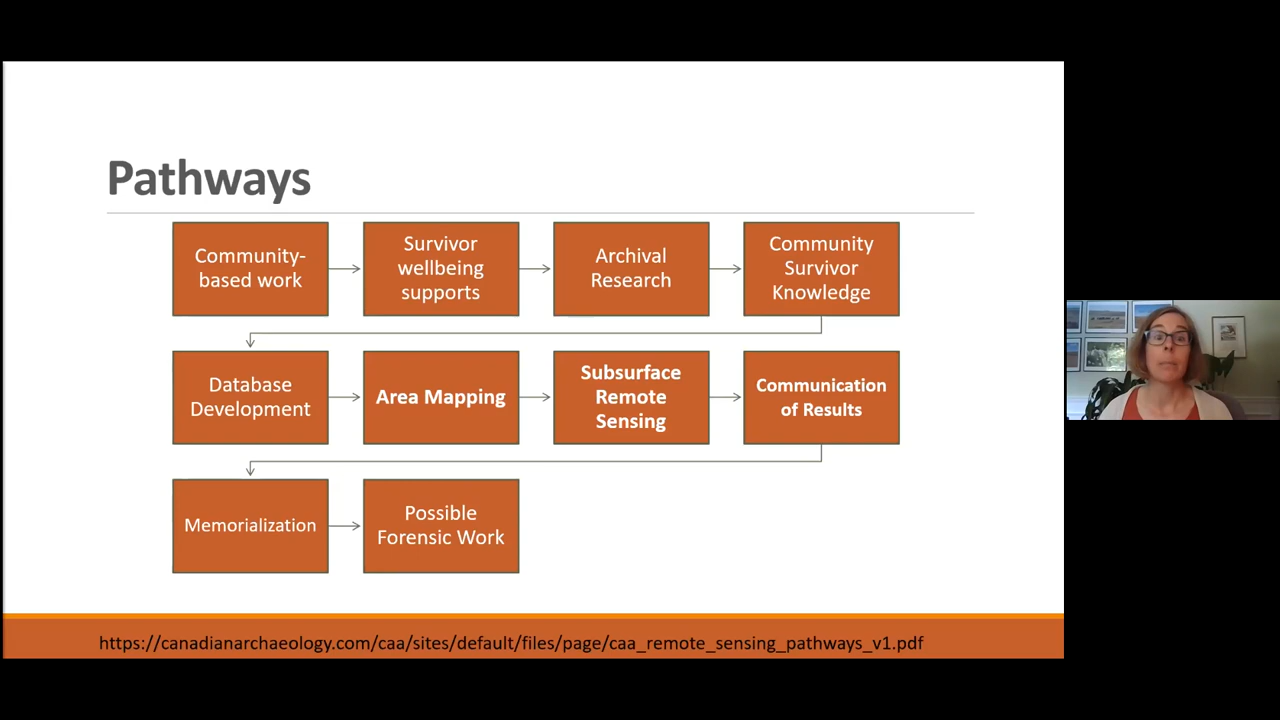 Pathways
Community-
based work
Survivor
wellbeing
supports
Archival
Research
Community
Survivor
Knowledge
Database
Development
Area Mapping
Subsurface
Remote
Sensing
Communication
of Results
Memorialization
Possible
Forensic Work
https://canadianarchaeology.com/caa/sites/default/files/page/caa_remote_sensing_pathways_v1.pdf